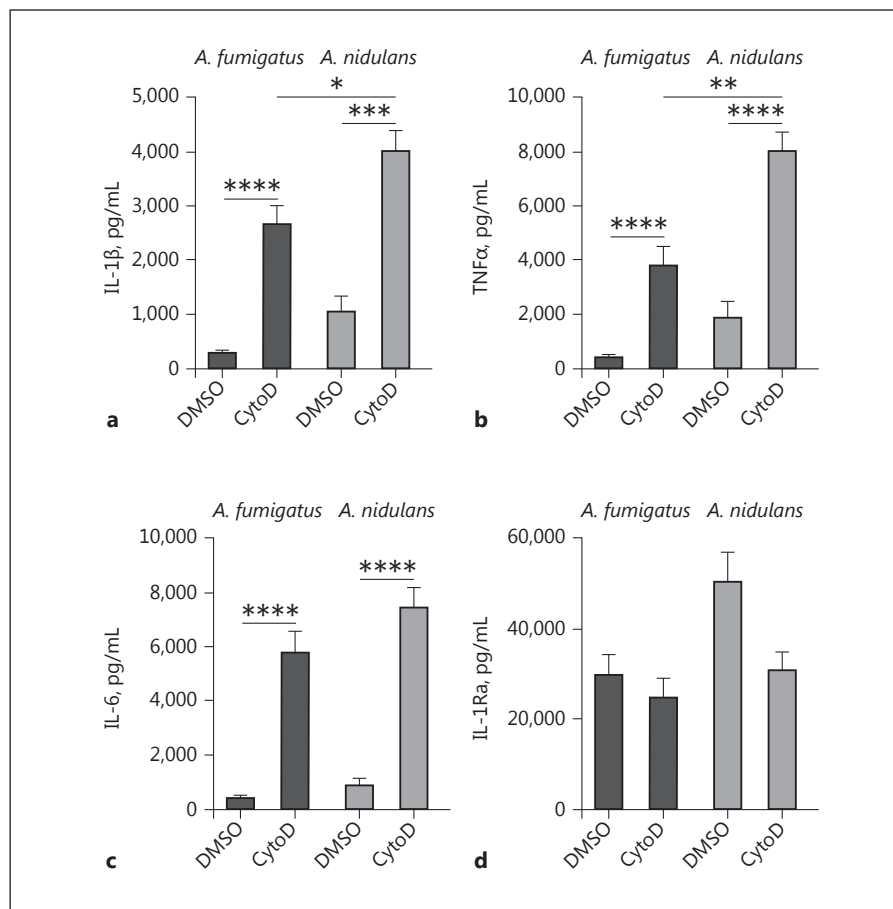 A. fumigatus A. nidulans
*
***
****
5,000
4,000
3,000
2,000
1,000
0
IL-1β, pg/mL
DMSO CytoD DMSO CytoD
a
A. fumigatus A. nidulans
**
****
****
10,000
8,000
6,000
4,000
2,000
0
TNFα, pg/mL
DMSO CytoD DMSO CytoD
b
A. fumigatus A. nidulans
****
****
10,000
8,000
6,000
4,000
2,000
0
IL-6, pg/mL
DMSO CytoD DMSO CytoD
c
A. fumigatus A. nidulans
60,000
40,000
20,000
0
IL-1Ra, pg/mL
DMSO CytoD DMSO CytoD
d